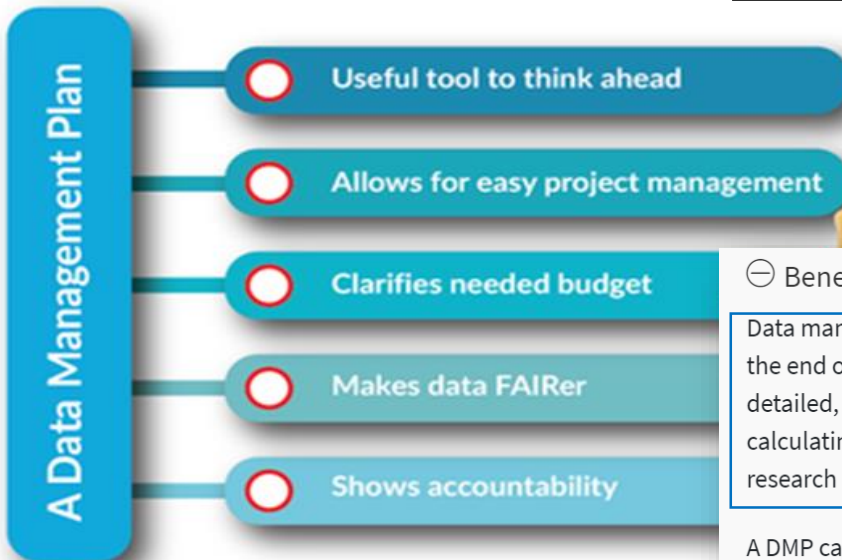 A Data Management Plan
Useful tool to think ahead
Allows for easy project management
Clarifies needed budget
Makes data FAIRer
Shows accountability
Data
the end
detailed,
research
A DMP